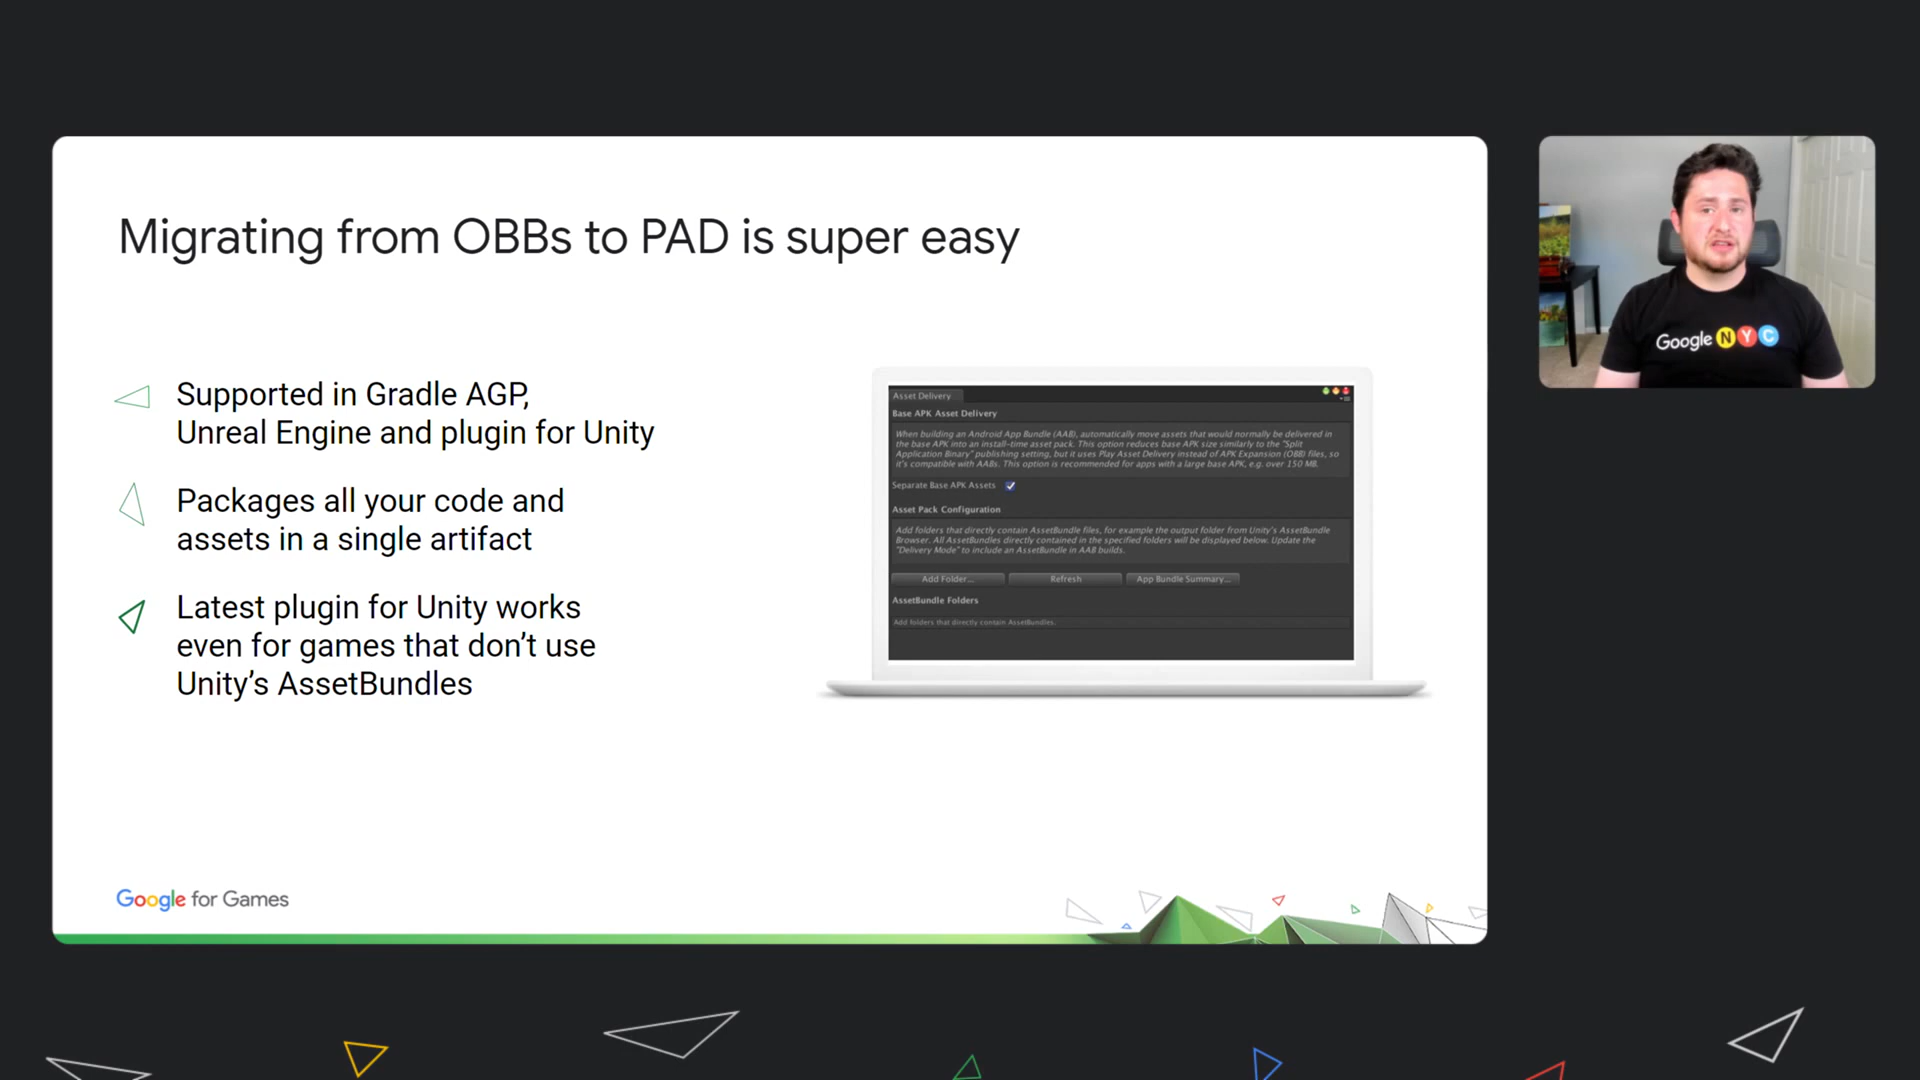 Migrating from OBBs to PAD is super easy
Supported in Gradle AGP,
Unreal Engine and plugin for Unity
Packages all your code and
assets in a single artifact
Latest plugin for Unity works
even for games that don’t use
Unity’s AssetBundles
Asset Delivery
Base APK Asset Delivery
When building an Android App Bundle (AAB), automatically move assets that would normally be delivered in
the base APK into an install-time asset pack. This option reduces base APK size similarly to the "Split
Application Binary" publishing setting, but it uses Play Asset Delivery instead of APK Expansion (OBB) files, so
it's compatible with AABs. This option is recommended for apps with a large base APK, e.g. over 150 MB.
Separate Base APK Assets
Asset Pack Configuration
Add folders that directly contain AssetBundle files, for example the output folder from Unity's AssetBundle
Browser. All AssetBundles directly contained in the specified folders will be displayed below. Update the
"Delivery Mode" to include an AssetBundle in AAB builds.
Add Folder...
Refresh
App Bundle Summary...
AssetBundle Folders
Add folders that directly contain AssetBundles.
Google for Games
Google NYC